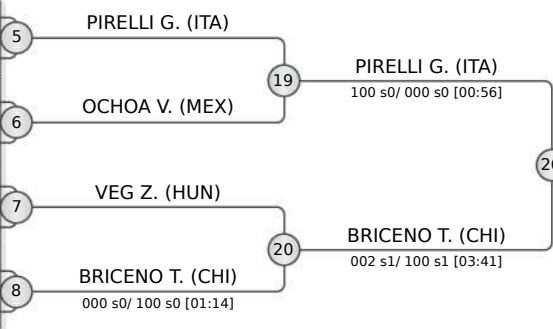 PIRELLI G. (ITA)
5
19
PIRELLI G. (ITA)
100 s0/ 000 s0 [00:56]
OCHOA V. (MEX)
6
VEG Z. (HUN)
7
20
BRICENO T. (CHI)
002 s1/ 100 s1 [03:41]
BRICENO T. (CHI)
8
000 s0/ 100 s0 [01:14]